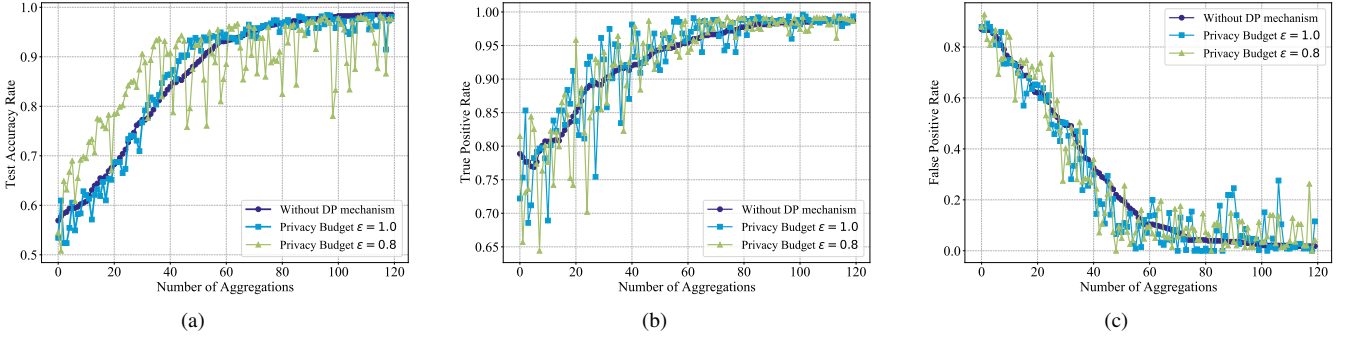 1.0
0.9
0.8
0.7
0.6
0.5
Test Accuracy Rate
0 20 40 60 80 100 120
Number of Aggregations
Without DP mechanism
Privacy Budget ε = 1.0
Privacy Budget ε = 0.8
(a)
1.00
0.95
0.90
0.85
0.80
0.75
0.70
0.65
True Positive Rate
0 20 40 60 80 100 120
Number of Aggregations
Without DP mechanism
Privacy Budget ε = 1.0
Privacy Budget ε = 0.8
(b)
0.8
0.6
0.4
0.2
0.0
False Positive Rate
0 20 40 60 80 100 120
Number of Aggregations
Without DP mechanism
Privacy Budget ε = 1.0
Privacy Budget ε = 0.8
(c)